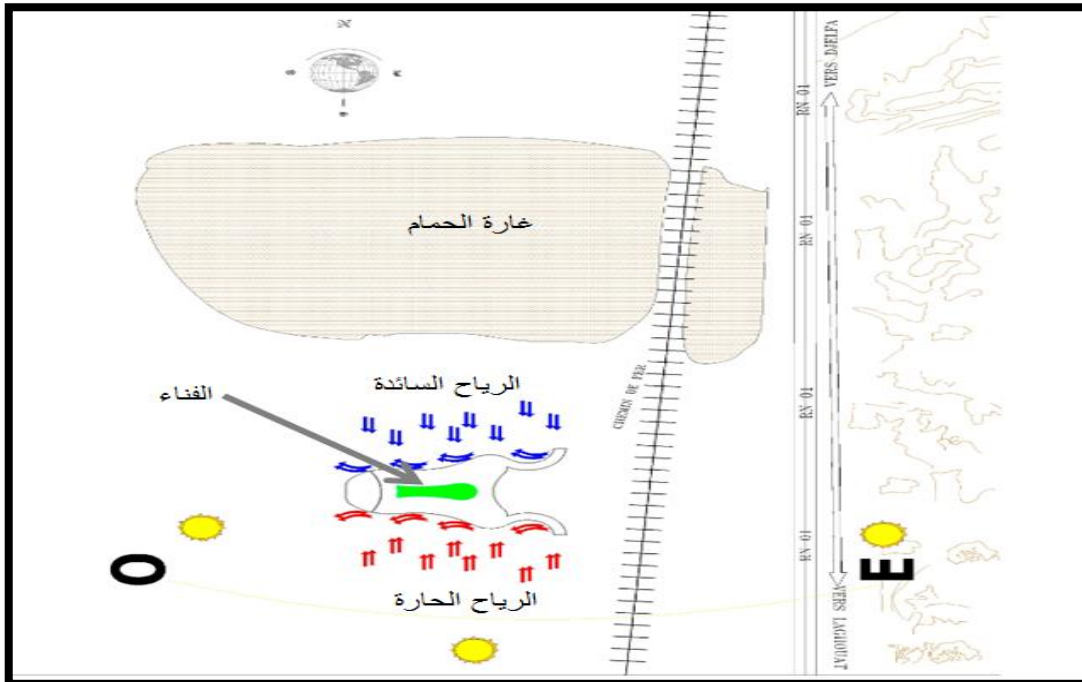 N
VERS DJELFA
RN 01
غارة الحمام
RN 01
CHEMIN DE FER
الرياح السائدة
الفناء
RN 01
RN 01
O
E
الرياح الحارة
VERS LAGHOUAT